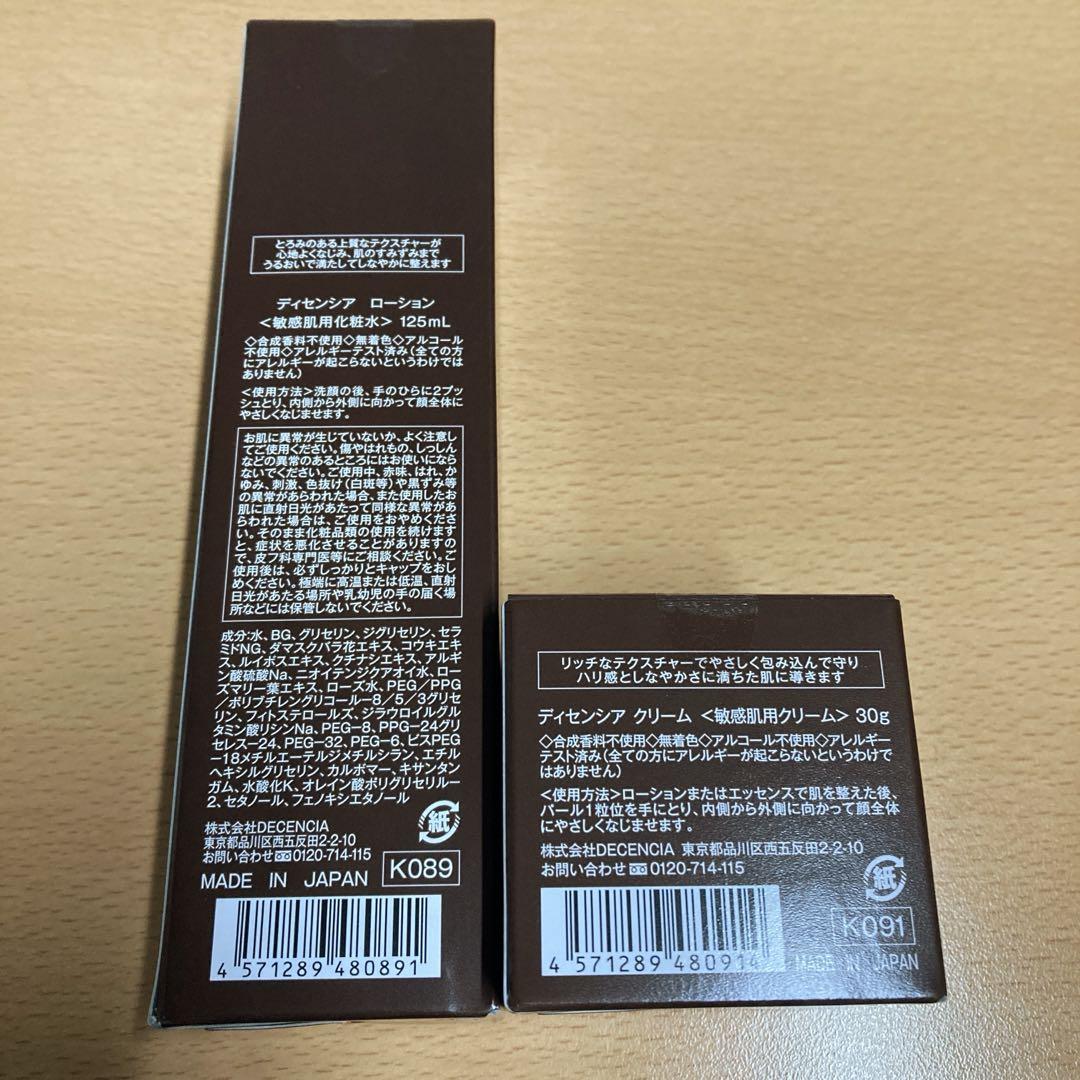 とろみのある上質なテクスチャーが
心地よくなじみ、肌のすみずみまで
うるおいで満たしてしなやかに整えます
ディセンシア ローション
＜敏感肌用化粧水＞ 125mL
◇合成香料不使用◇無着色◇アルコール
不使用◇アレルギーテスト済み(全ての方
にアレルギーが起こらないというわけでは
ありません)
＜使用方法＞洗顔の後、手のひらに2プッ
シュとり、内側から外側に向かって顔全体に
やさしくなじませます。
お肌に異常が生じていないか、よく注意し
てご使用ください。傷やはれもの、しっしん
などの異常のあるところにはお使いになら
ないでください。ご使用中、赤味、はれ、か
ゆみ、刺激、色抜け(白斑等)や黒ずみ等
の異常があらわれた場合、また使用したお
肌に直射日光があたって同様な異常があ
らわれた場合は、ご使用をおやめくださ
い。そのまま化粧品類の使用を続けます
と、症状を悪化させることがありますの
で、皮フ科専門医等にご相談ください。ご
使用後は、必ずしっかりとキャップをおし
めください。極端に高温または低温、直射
日光があたる場所や乳幼児の手の届く場
所などには保管しないでください。
成分:水、BG、グリセリン、ジグリセリン、セラ
ミドNG、ダマスクバラ花エキス、コウキエキ
ス、ルイボスエキス、クチナシエキス、アルギ
ン酸硫酸Na、ニオイテンジクアオイ水、ロー
ズマリー葉エキス、ローズ水、PEG/PPG
/ポリブチレングリコール-8/5/3グリセ
リン、フィトステロールズ、ジラウロイルグル
タミン酸リシンNa、PEG-8、PPG-24グリ
セレス-24、PEG-32、PEG-6、ビスPEG
-18メチルエーテルジメチルシラン、エチル
ヘキシルグリセリン、カルボマー、キサンタン
ガム、水酸化K、オレイン酸ポリグリセリル-
2、セタノール、フェノキシエタノール
株式会社DECENCIA
東京都品川区西五反田2-2-10
お問い合わせ 0120-714-115
紙
MADE IN JAPAN K089
4 571289 480891
リッチなテクスチャーでやさしく包み込んで守り
ハリ感としなやかさに満ちた肌に導きます
ディセンシア クリーム ＜敏感肌用クリーム＞ 30g
◇合成香料不使用◇無着色◇アルコール不使用◇アレルギー
テスト済み(全ての方にアレルギーが起こらないというわけで
はありません)
＜使用方法＞ローションまたはエッセンスで肌を整えた後、
パール1粒位を手にとり、内側から外側に向かって顔全体
にやさしくなじませます。
株式会社DECENCIA 東京都品川区西五反田2-2-10
お問い合わせ 0120-714-115
紙
K091
4 571289 480914
MADE IN JAPAN